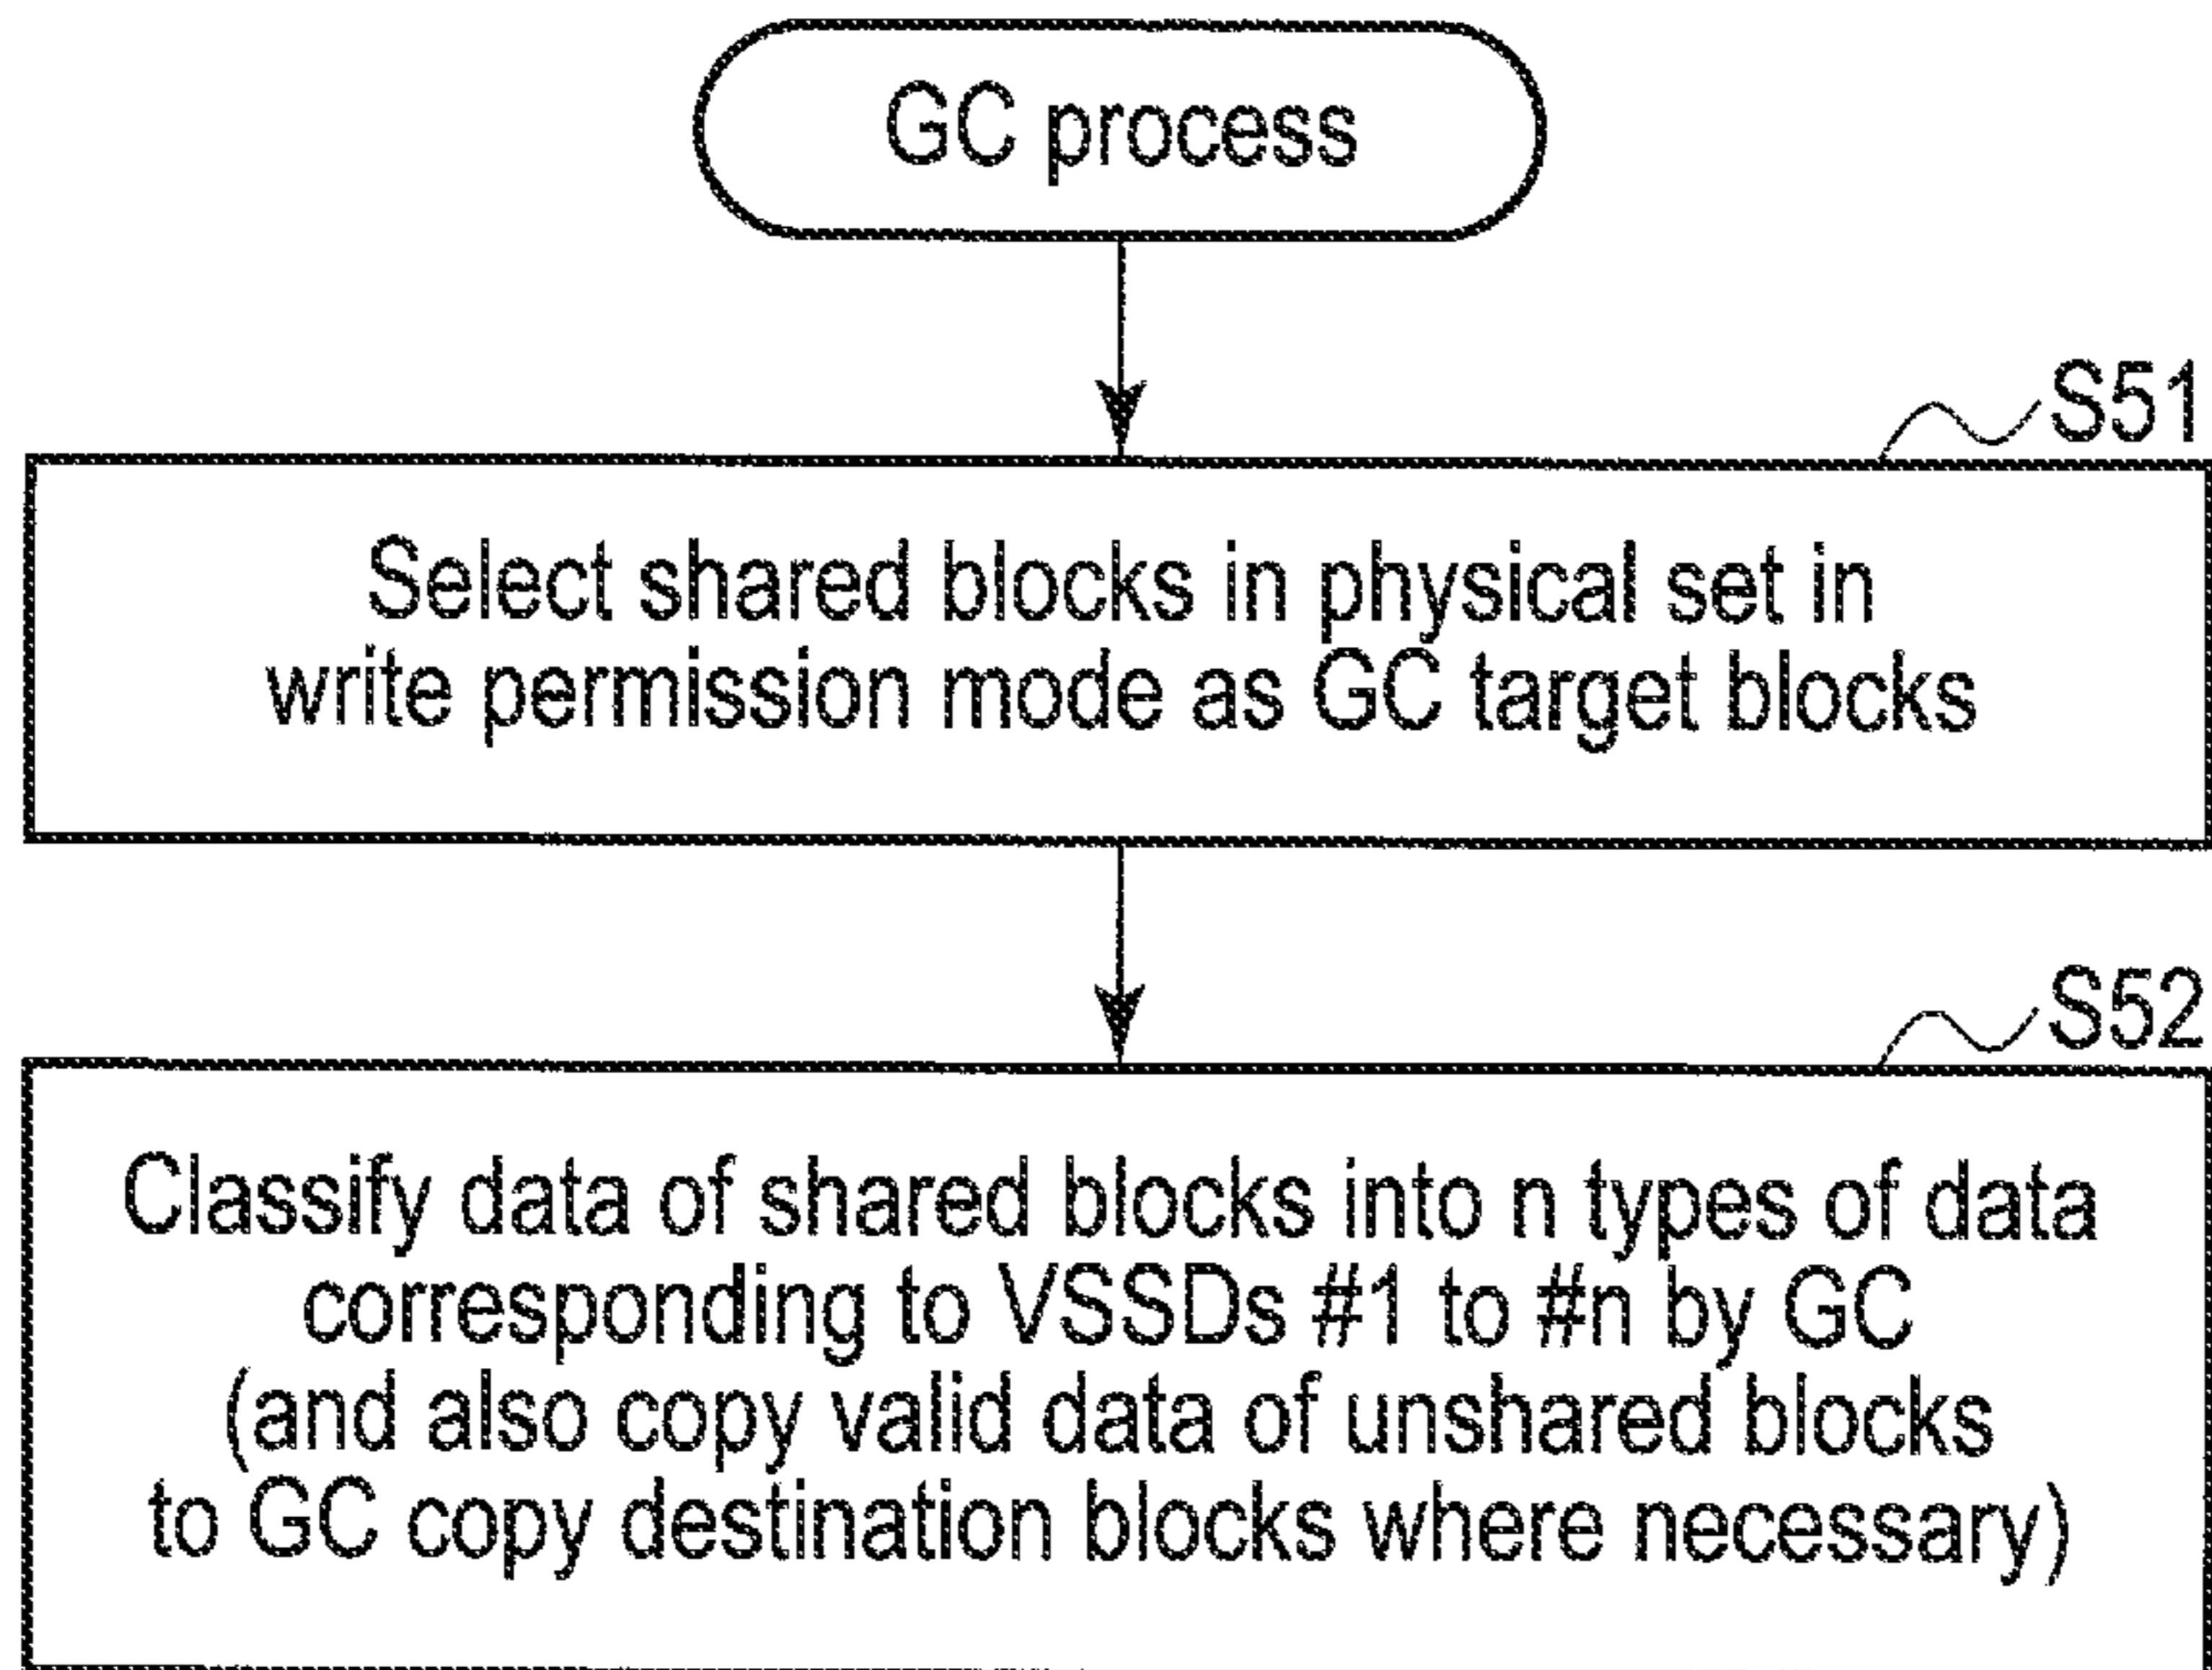 GC process
S51
Select shared blocks in physical set in
write permission mode as GC target blocks
S52
Classify data of shared blocks into n types of data
corresponding to VSSDs #1 to #n by GC
(and also copy valid data of unshared blocks
to GC copy destination blocks where necessary)